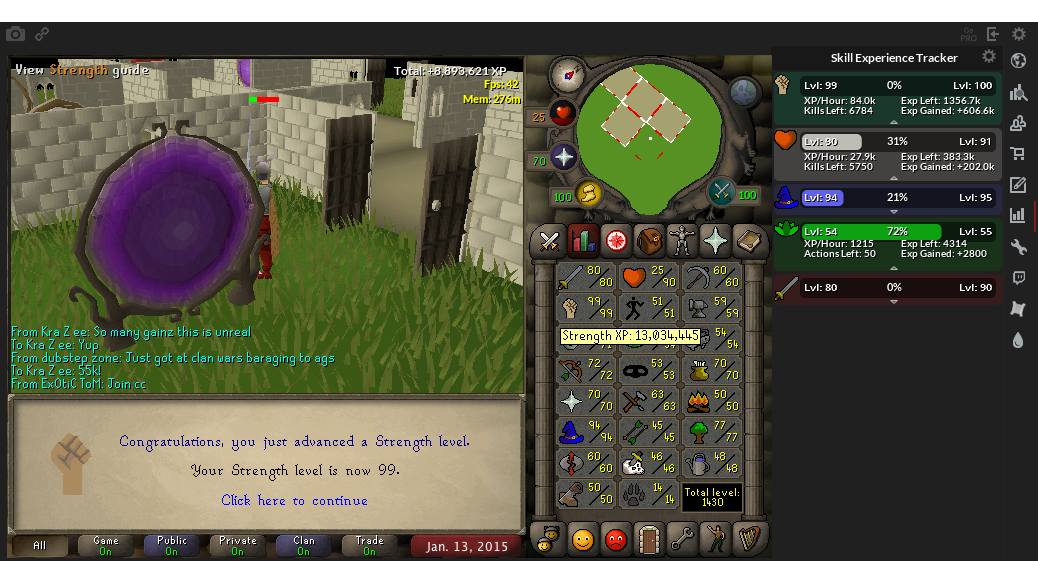 Go
PRO
View Strength guide
Total: +8,893,621 XP
Fps: 42
Mem: 276m
From Kra Z ee: So many gainz this is unreal
To Kra Z ee: Yup
From dubstep zone: Just got at clan wars baraging to ags
To Kra Z ee: 55k!
From ExOtiC ToM: Join cc
Congratulations, you just advanced a Strength level.
Your Strength level is now 99.
Click here to continue
All
Game
On
Public
On
Private
On
Clan
On
Trade
On
Jan. 13, 2015
25
70
100
100
80/80 25/90 60/60
99/99 51/51 59/59
Strength XP: 13,034,445
54/54
72/72 53/53 70/70
70/70 63/63 50/50
94/94 45/45 77/77
60/60 46/46 48/48
50/50 14/14
Total level:
1430
Skill Experience Tracker
Lvl: 99 0% Lvl: 100
XP/Hour: 84.0k Exp Left: 1356.7k
Kills Left: 6784 Exp Gained: +606.6k
Lvl: 90 31% Lvl: 91
XP/Hour: 27.9k Exp Left: 383.3k
Kills Left: 5750 Exp Gained: +202.0k
Lvl: 94 21% Lvl: 95
Lvl: 54 72% Lvl: 55
XP/Hour: 1215 Exp Left: 4314
Actions Left: 50 Exp Gained: +2800
Lvl: 80 0% Lvl: 90